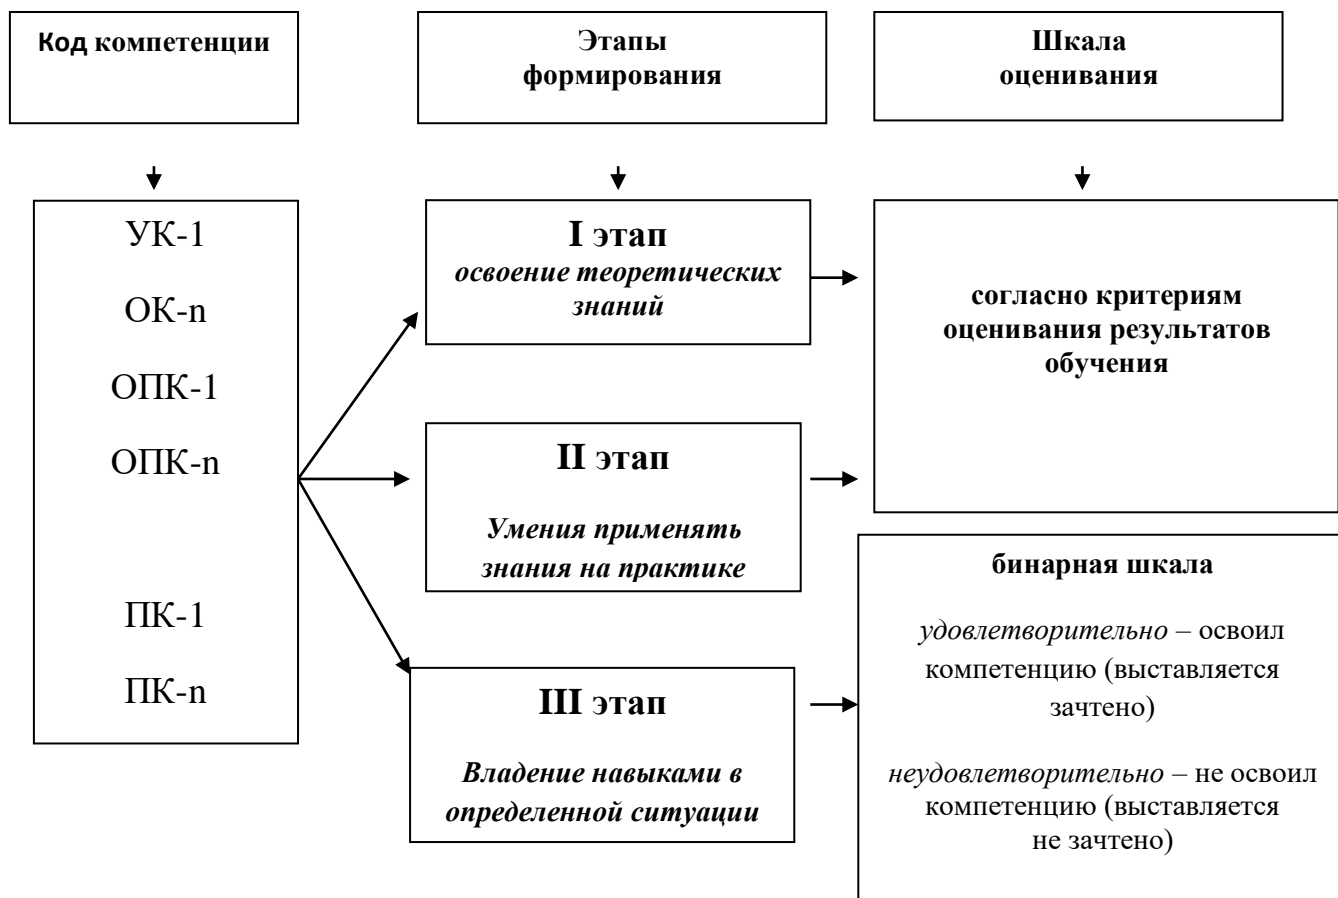 Код компетенции
Этапы
формирования
Шкала
оценивания
УК-1
ОК-n
ОПК-1
ОПК-n
ПК-1
ПК-n
I этап
освоение теоретических
знаний
II этап
Умения применять
знания на практике
III этап
Владение навыками в
определенной ситуации
согласно критериям
оценивания результатов
обучения
бинарная шкала
удовлетворительно – освоил
компетенцию (выставляется
зачтено)
неудовлетворительно – не освоил
компетенцию (выставляется
не зачтено)